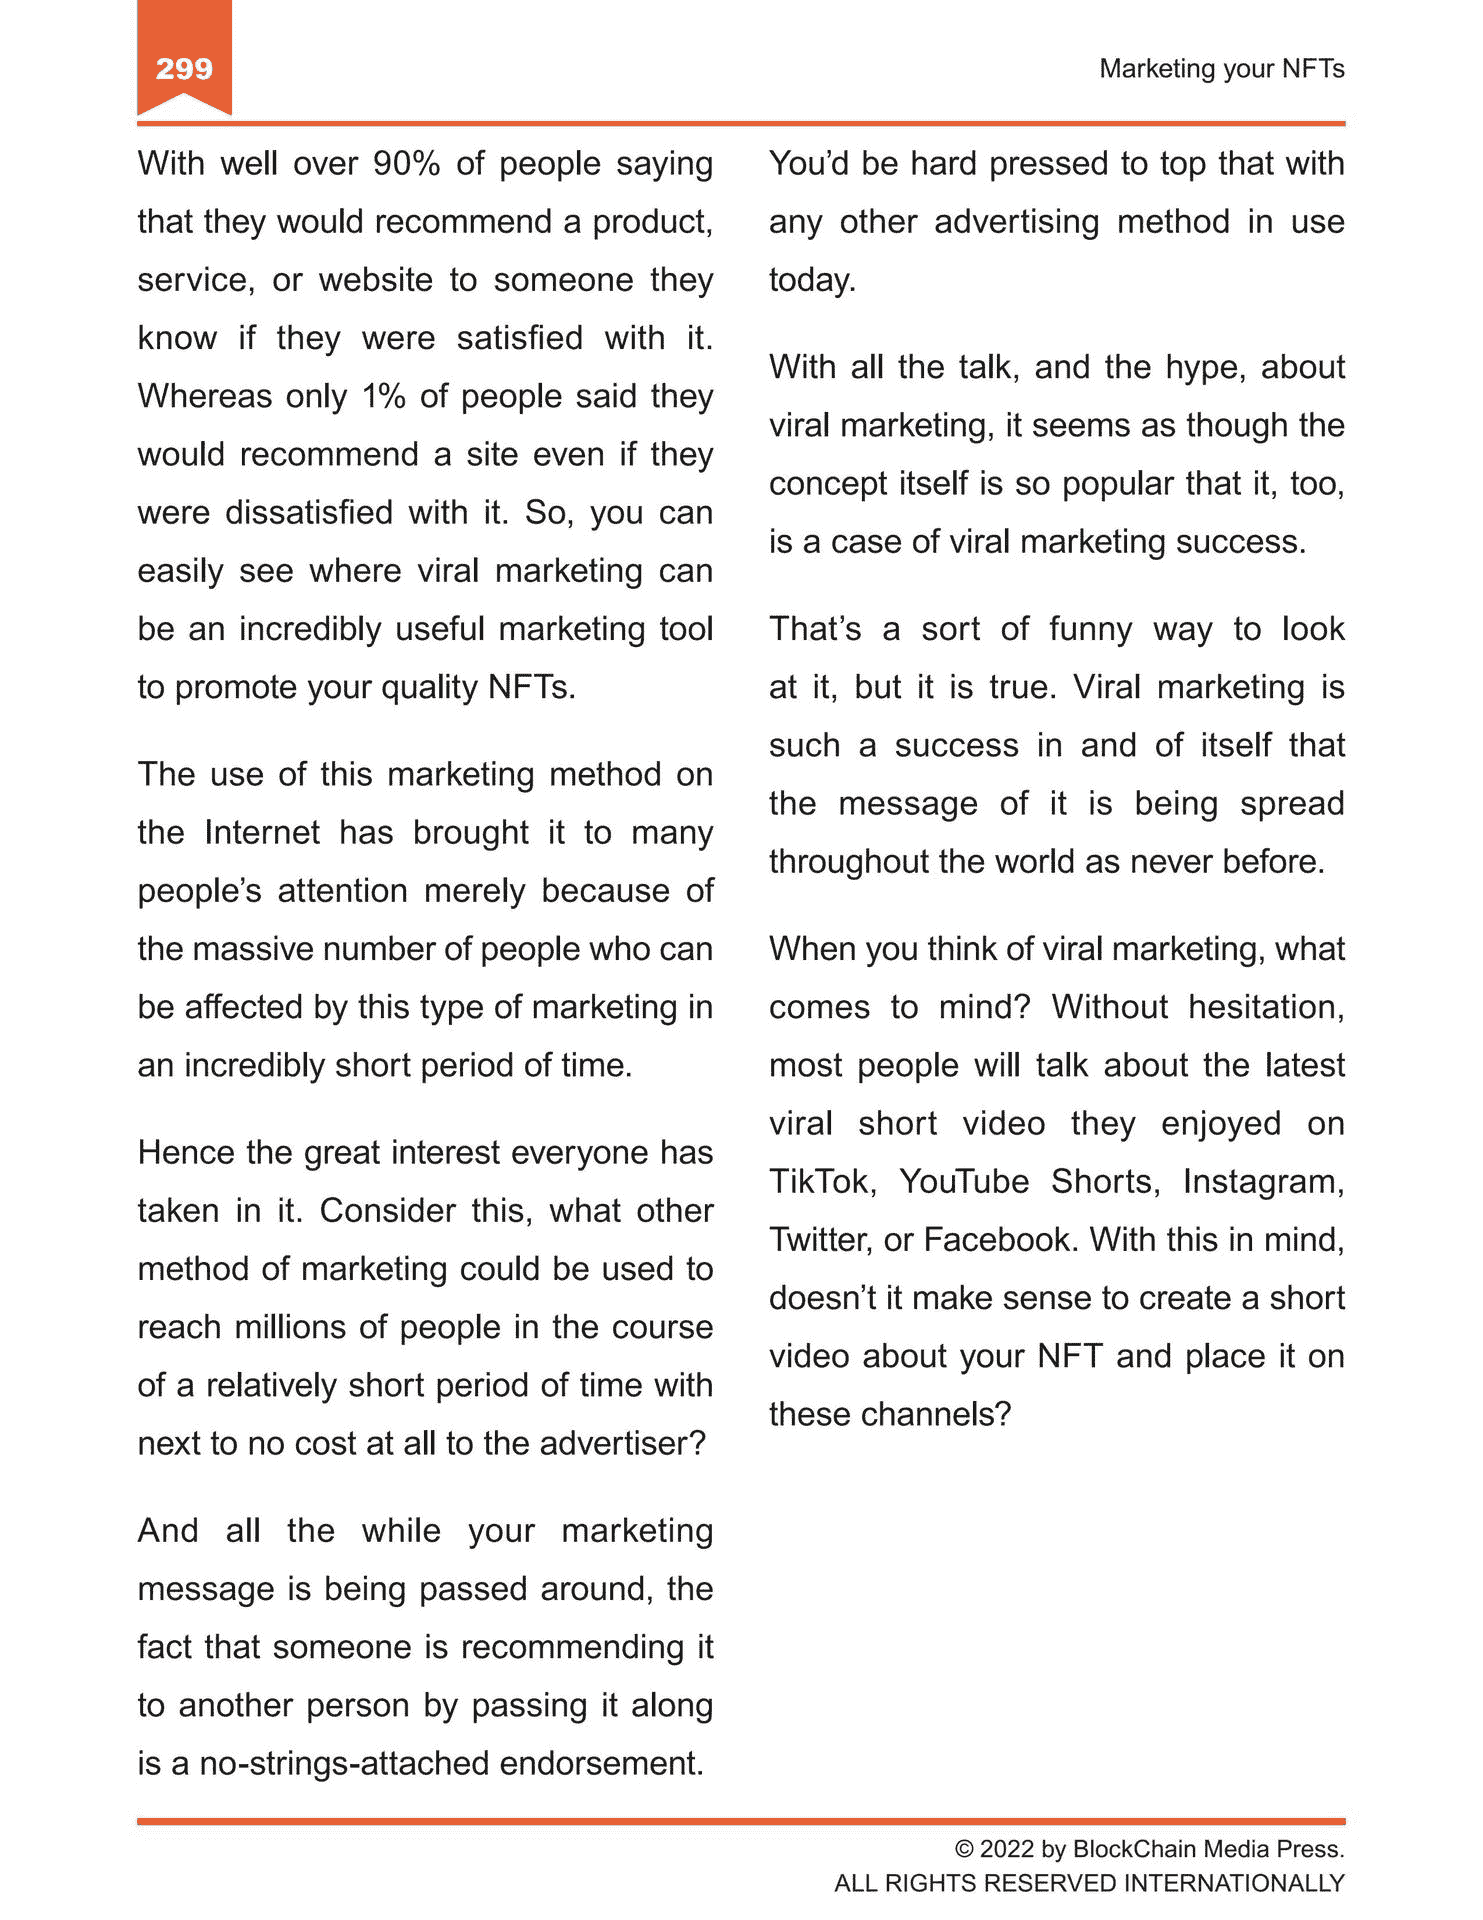 299
Marketing your NFTs
With well over 90% of people saying
that they would recommend a product,
service, or website to someone they
know if they were satisfied with it.
Whereas only 1% of people said they
would recommend a site even if they
were dissatisfied with it. So, you can
easily see where viral marketing can
be an incredibly useful marketing tool
to promote your quality NFTs.
The use of this marketing method on
the Internet has brought it to many
people’s attention merely because of
the massive number of people who can
be affected by this type of marketing in
an incredibly short period of time.
Hence the great interest everyone has
taken in it. Consider this, what other
method of marketing could be used to
reach millions of people in the course
of a relatively short period of time with
next to no cost at all to the advertiser?
And all the while your marketing
message is being passed around, the
fact that someone is recommending it
to another person by passing it along
is a no-strings-attached endorsement.
You’d be hard pressed to top that with
any other advertising method in use
today.
With all the talk, and the hype, about
viral marketing, it seems as though the
concept itself is so popular that it, too,
is a case of viral marketing success.
That’s a sort of funny way to look
at it, but it is true. Viral marketing is
such a success in and of itself that
the message of it is being spread
throughout the world as never before.
When you think of viral marketing, what
comes to mind? Without hesitation,
most people will talk about the latest
viral short video they enjoyed on
TikTok, YouTube Shorts, Instagram,
Twitter, or Facebook. With this in mind,
doesn’t it make sense to create a short
video about your NFT and place it on
these channels?
© 2022 by BlockChain Media Press.
ALL RIGHTS RESERVED INTERNATIONALLY